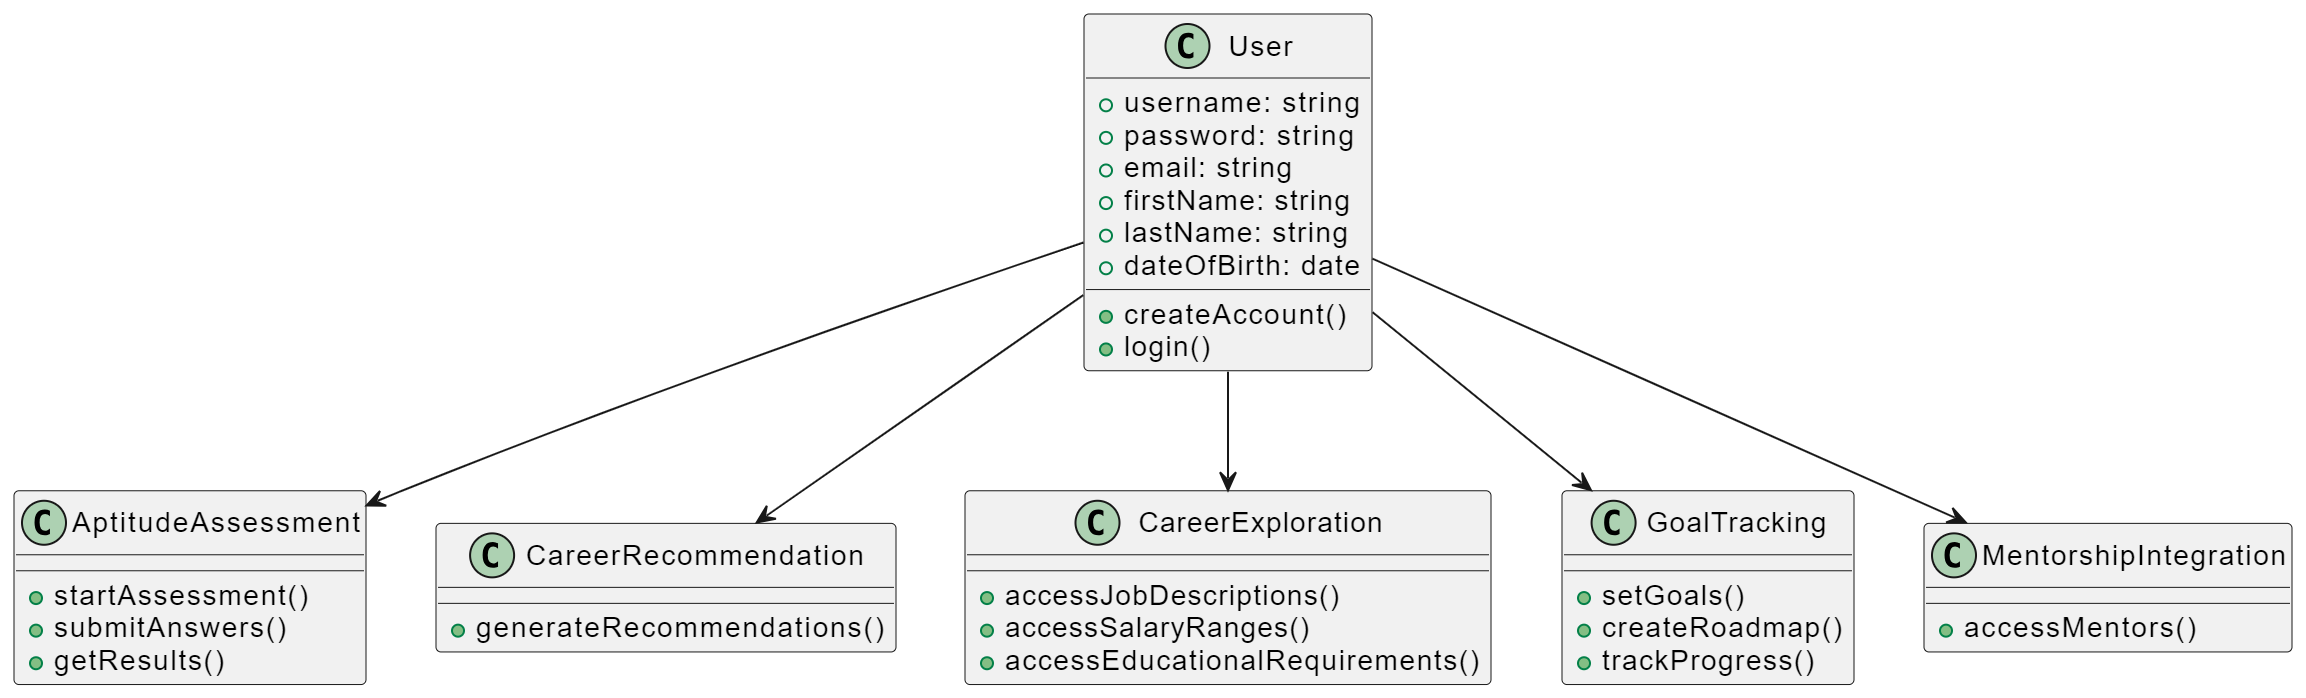 C User
username: string
password: string
email: string
firstName: string
lastName: string
dateOfBirth: date
createAccount()
login()
C AptitudeAssessment
startAssessment()
submitAnswers()
getResults()
C CareerRecommendation
generateRecommendations()
C CareerExploration
accessJobDescriptions()
accessSalaryRanges()
accessEducationalRequirements()
C GoalTracking
setGoals()
createRoadmap()
trackProgress()
C MentorshipIntegration
accessMentors()